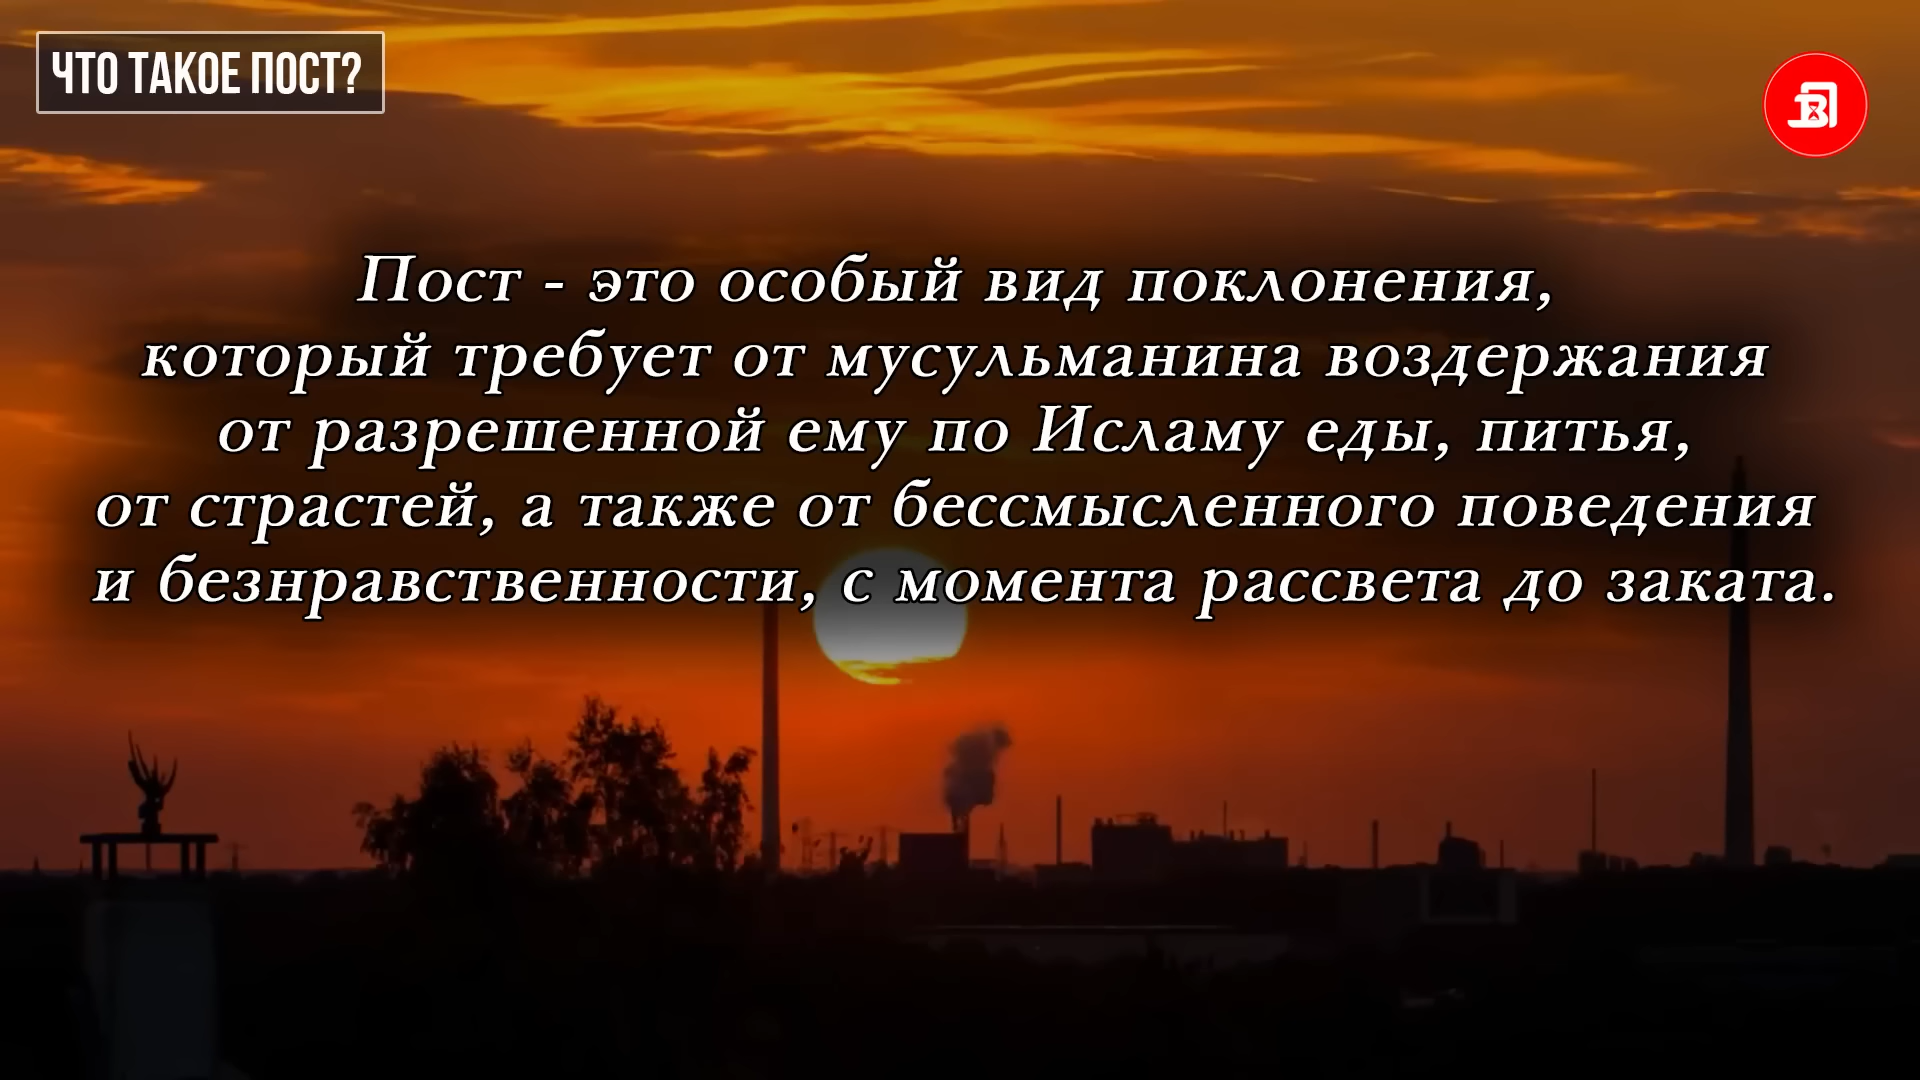 ЧТО ТАКОЕ ПОСТ?
Пост - это особый вид поклонения,
который требует от мусульманина воздержания
от разрешенной ему по Исламу еды, питья,
от страстей, а также от бессмысленного поведения
и безнравственности, с момента рассвета до заката.